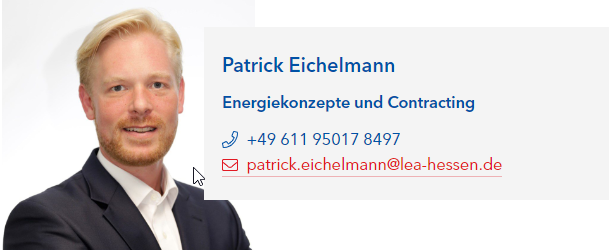 Patrick Eichelmann
Energiekonzepte und Contracting
+49 611 95017 8497
patrick.eichelmann@lea-hessen.de